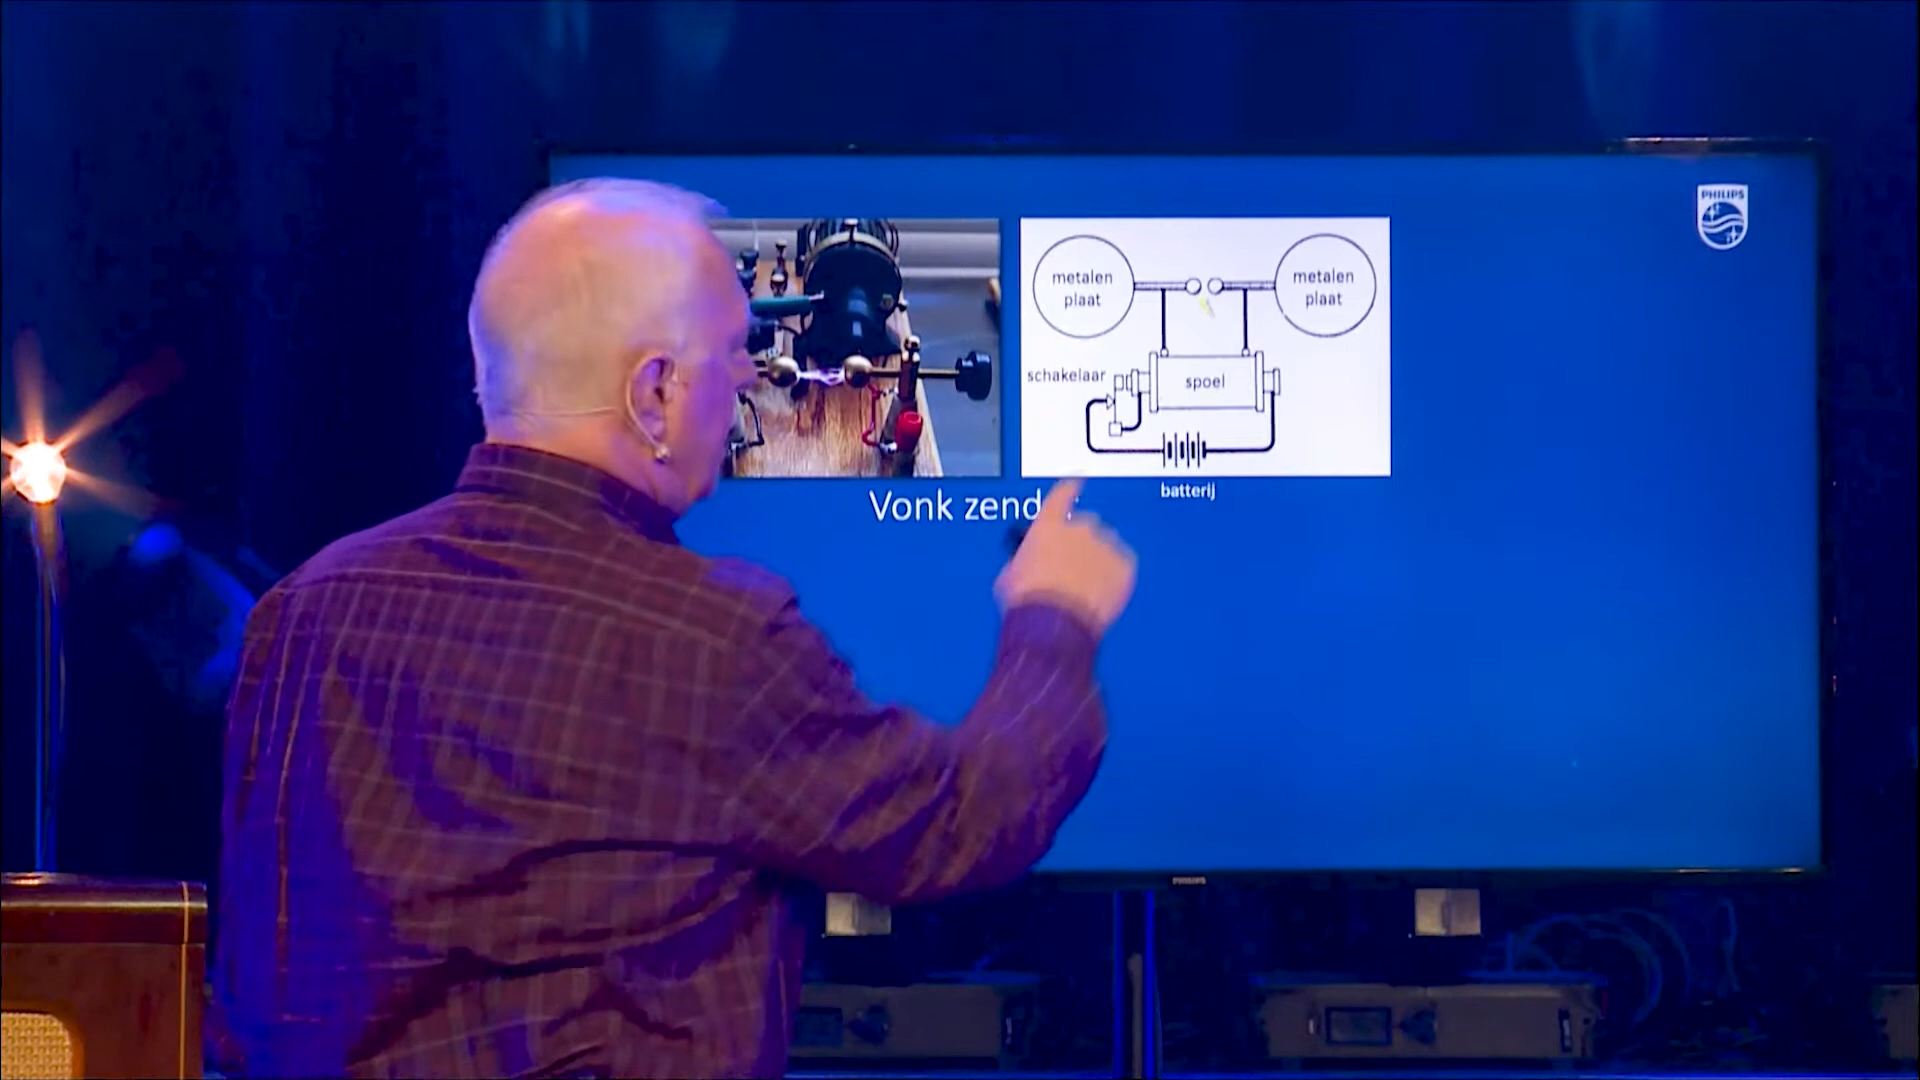 PHILIPS
metalen
plaat
metalen
plaat
schakelaar
spoel
batterij
Vonk zend
PHILIPS